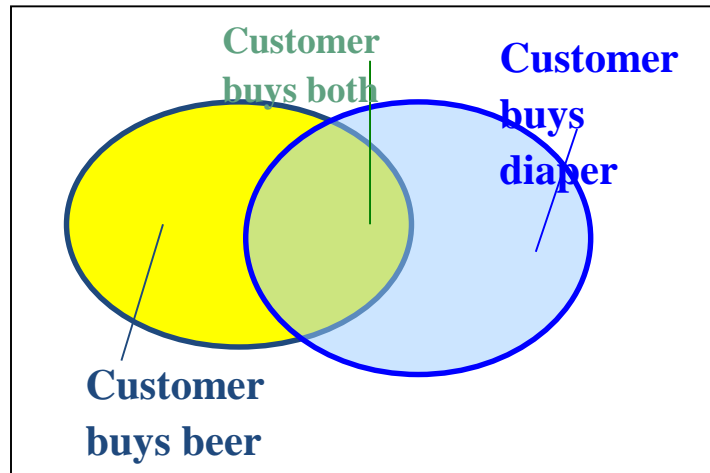 Customer
buys both
Customer
buys
diaper
Customer
buys beer